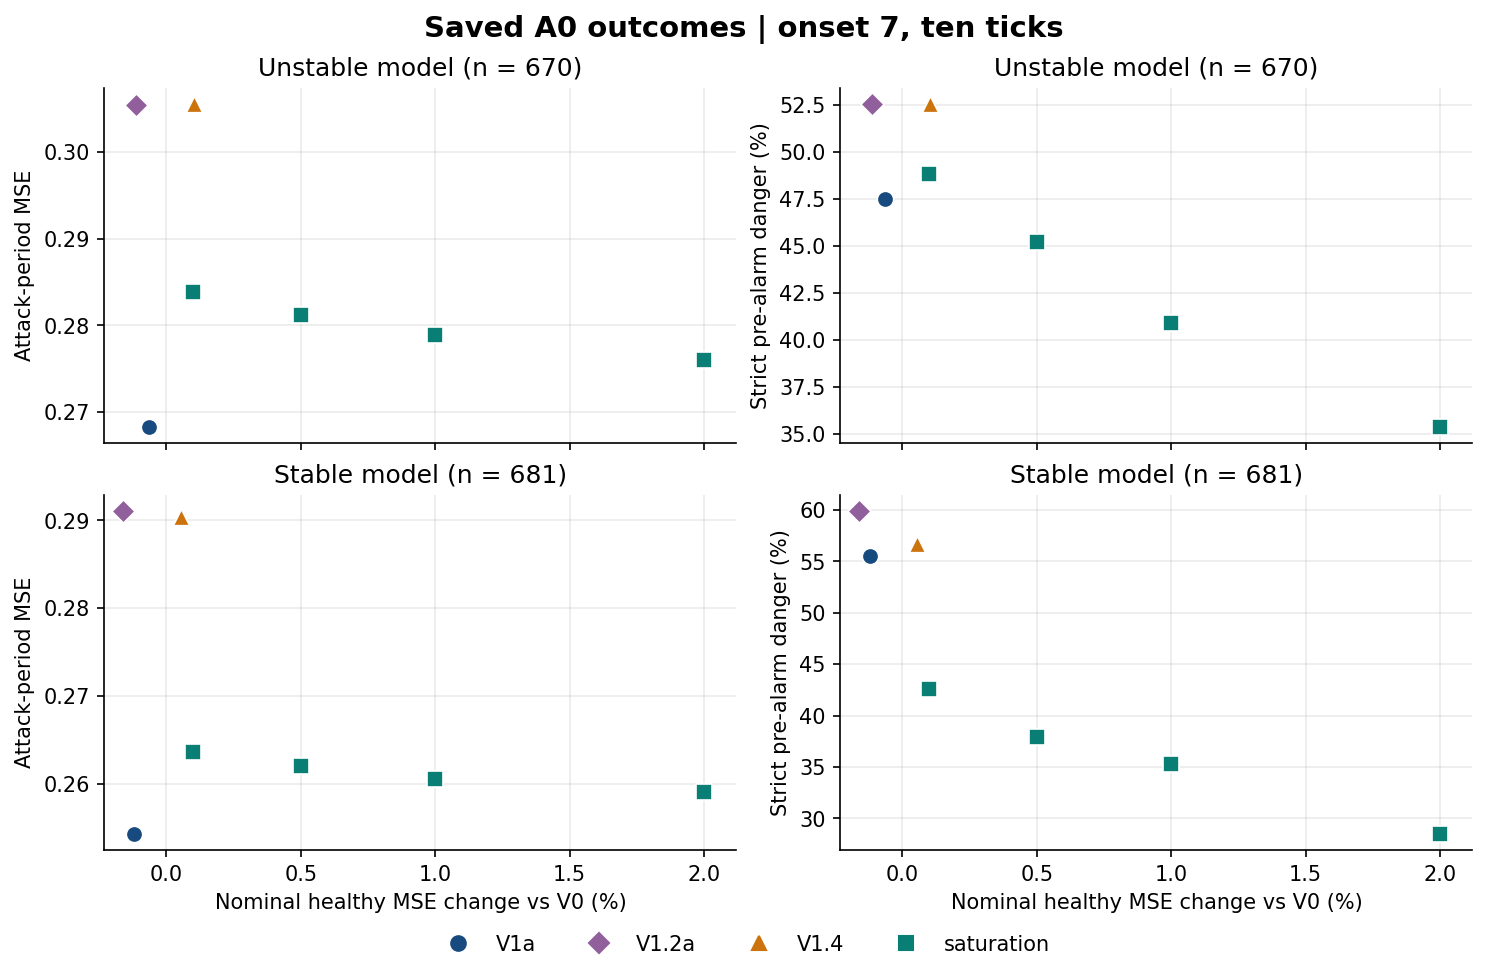 Saved A0 outcomes | onset 7, ten ticks
Unstable model (n = 670)
Attack-period MSE
0.30
0.29
0.28
0.27
Unstable model (n = 670)
Strict pre-alarm danger (%)
52.5
50.0
47.5
45.0
42.5
40.0
37.5
35.0
Stable model (n = 681)
Attack-period MSE
0.29
0.28
0.27
0.26
0.0 0.5 1.0 1.5 2.0
Nominal healthy MSE change vs V0 (%)
Stable model (n = 681)
Strict pre-alarm danger (%)
60
55
50
45
40
35
30
0.0 0.5 1.0 1.5 2.0
Nominal healthy MSE change vs V0 (%)
V1a V1.2a V1.4 saturation